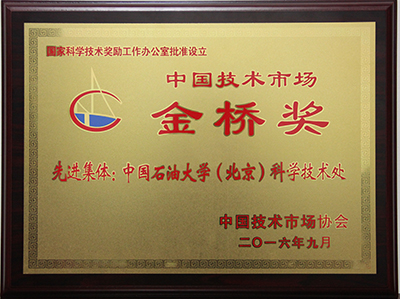 国家科学技术奖励工作办公室批准设立
中国技术市场
金桥奖
先进集体：中国石油大学（北京）科学技术处
中国技术市场协会
二〇一六年九月